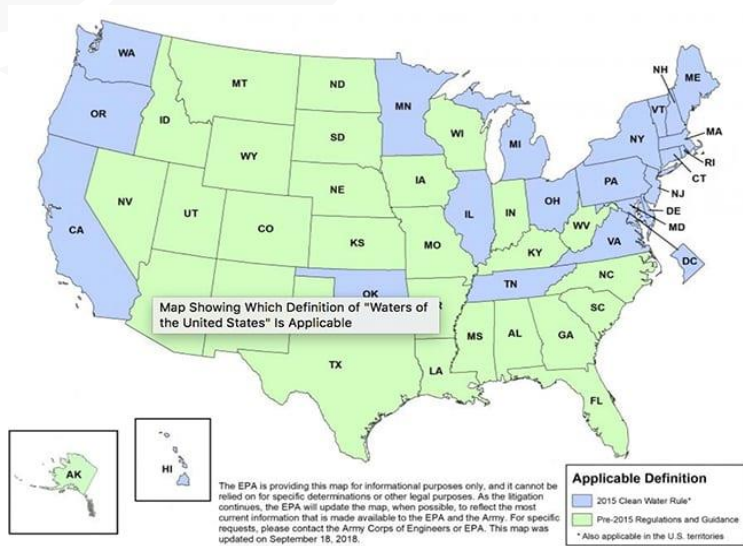 WA
MT
ND
MN
NH
ME
VT
OR
ID
SD
WI
NY
MA
MI
RI
CT
WY
IA
PA
NJ
NE
NV
IL
IN
OH
DE
MD
UT
CO
WV
VA
CA
KS
MO
KY
DC
NC
TN
OK
SC
Map Showing Which Definition of "Waters of
the United States" Is Applicable
MS
AL
GA
TX
LA
FL
AK
HI
The EPA is providing this map for informational purposes only, and it cannot be
relied on for specific determinations or other legal purposes. As the litigation
continues, the EPA will update the map, when possible, to reflect the most
current information that is made available to the EPA and the Army. For specific
requests, please contact the Army Corps of Engineers or EPA. This map was
updated on September 18, 2018.
Applicable Definition
2015 Clean Water Rule*
Pre-2015 Regulations and Guidance
* Also applicable in the U.S. territories